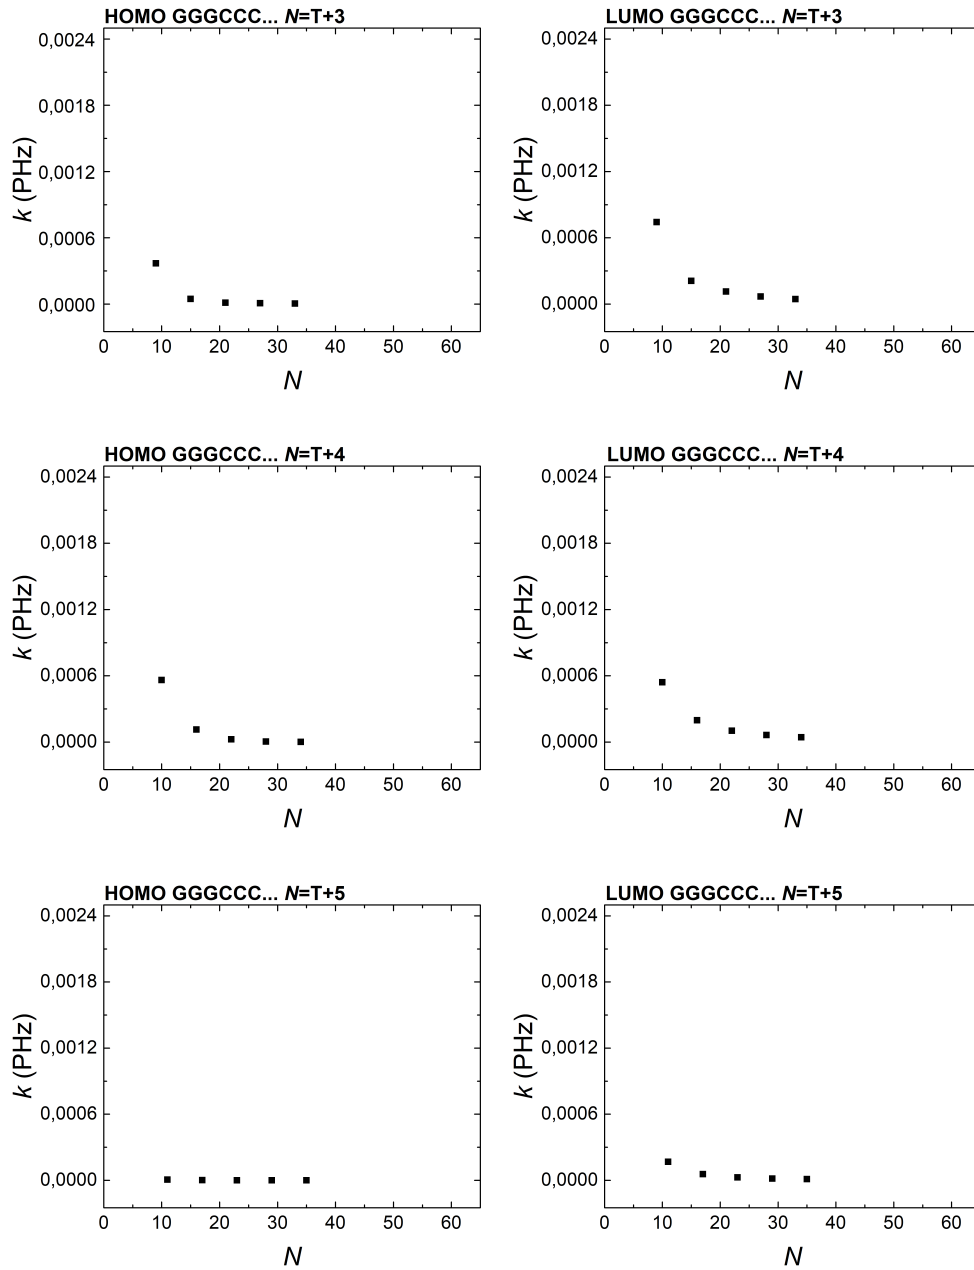 HOMO GGGCCC... N=T+3
0,0024
0,0018
0,0012
0,0006
0,0000
k (PHz)
0 10 20 30 40 50 60
N
LUMO GGGCCC... N=T+3
0,0024
0,0018
0,0012
0,0006
0,0000
k (PHz)
0 10 20 30 40 50 60
N
HOMO GGGCCC... N=T+4
0,0024
0,0018
0,0012
0,0006
0,0000
k (PHz)
0 10 20 30 40 50 60
N
LUMO GGGCCC... N=T+4
0,0024
0,0018
0,0012
0,0006
0,0000
k (PHz)
0 10 20 30 40 50 60
N
HOMO GGGCCC... N=T+5
0,0024
0,0018
0,0012
0,0006
0,0000
k (PHz)
0 10 20 30 40 50 60
N
LUMO GGGCCC... N=T+5
0,0024
0,0018
0,0012
0,0006
0,0000
k (PHz)
0 10 20 30 40 50 60
N